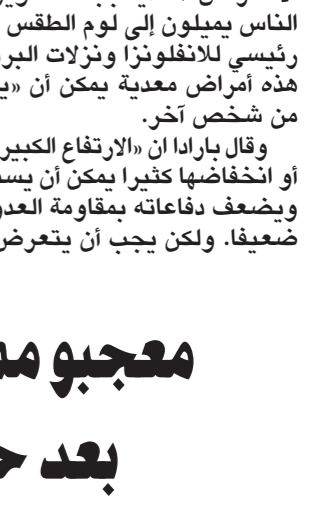 الناس يميلون إلى لوم الطقس
رئيسي للانفلونزا ونزلات البر
هذه أمراض معدية يمكن أن «ي
من شخص آخر.
وقال بارادا ان «الارتفاع الكبير
أو انخفاضها كثيرا يمكن أن يس
ويضعف دفاعاته بمقاومة العدو
ضعيفا. ولكن يجب أن يتعرض
معجبو مد
بعد ح